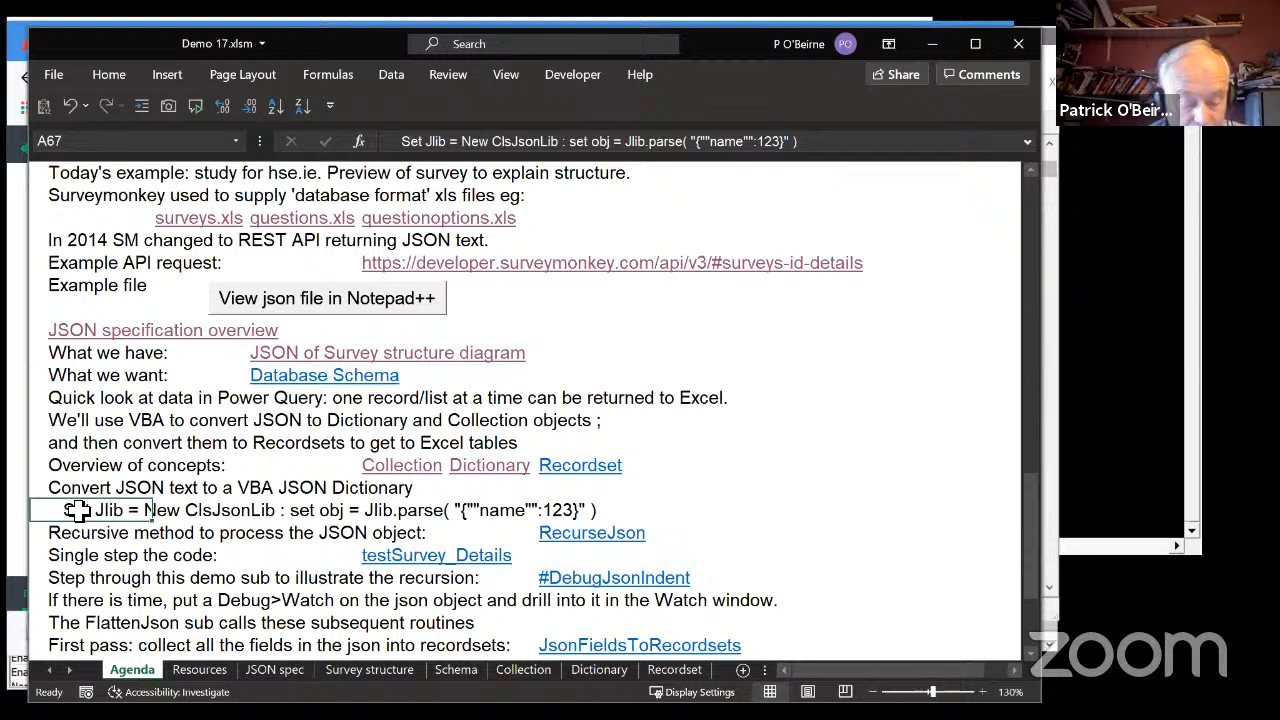 Demo 17.xlsm
Search
P O'Beirne PO
File Home Insert Page Layout Formulas Data Review View Developer Help Share Comments
A67 fx Set Jlib = New ClsJsonLib : set obj = Jlib.parse( "{""name"":123}" )
Today's example: study for hse.ie. Preview of survey to explain structure.
Surveymonkey used to supply 'database format' xls files eg:
surveys.xls questions.xls questionoptions.xls
In 2014 SM changed to REST API returning JSON text.
Example API request: https://developer.surveymonkey.com/api/v3/#surveys-id-details
Example file
View json file in Notepad++
JSON specification overview
What we have: JSON of Survey structure diagram
What we want: Database Schema
Quick look at data in Power Query: one record/list at a time can be returned to Excel.
We'll use VBA to convert JSON to Dictionary and Collection objects ;
and then convert them to Recordsets to get to Excel tables
Overview of concepts: Collection Dictionary Recordset
Convert JSON text to a VBA JSON Dictionary
Jlib = New ClsJsonLib : set obj = Jlib.parse( "{""name"":123}" )
Recursive method to process the JSON object: RecurseJson
Single step the code: testSurvey_Details
Step through this demo sub to illustrate the recursion: #DebugJsonIndent
If there is time, put a Debug>Watch on the json object and drill into it in the Watch window.
The FlattenJson sub calls these subsequent routines
First pass: collect all the fields in the json into recordsets: JsonFieldsToRecordsets
Agenda Resources JSON spec Survey structure Schema Collection Dictionary Recordset
Ready Accessibility: Investigate Display Settings 130%
Patrick O'Beir...
zoom